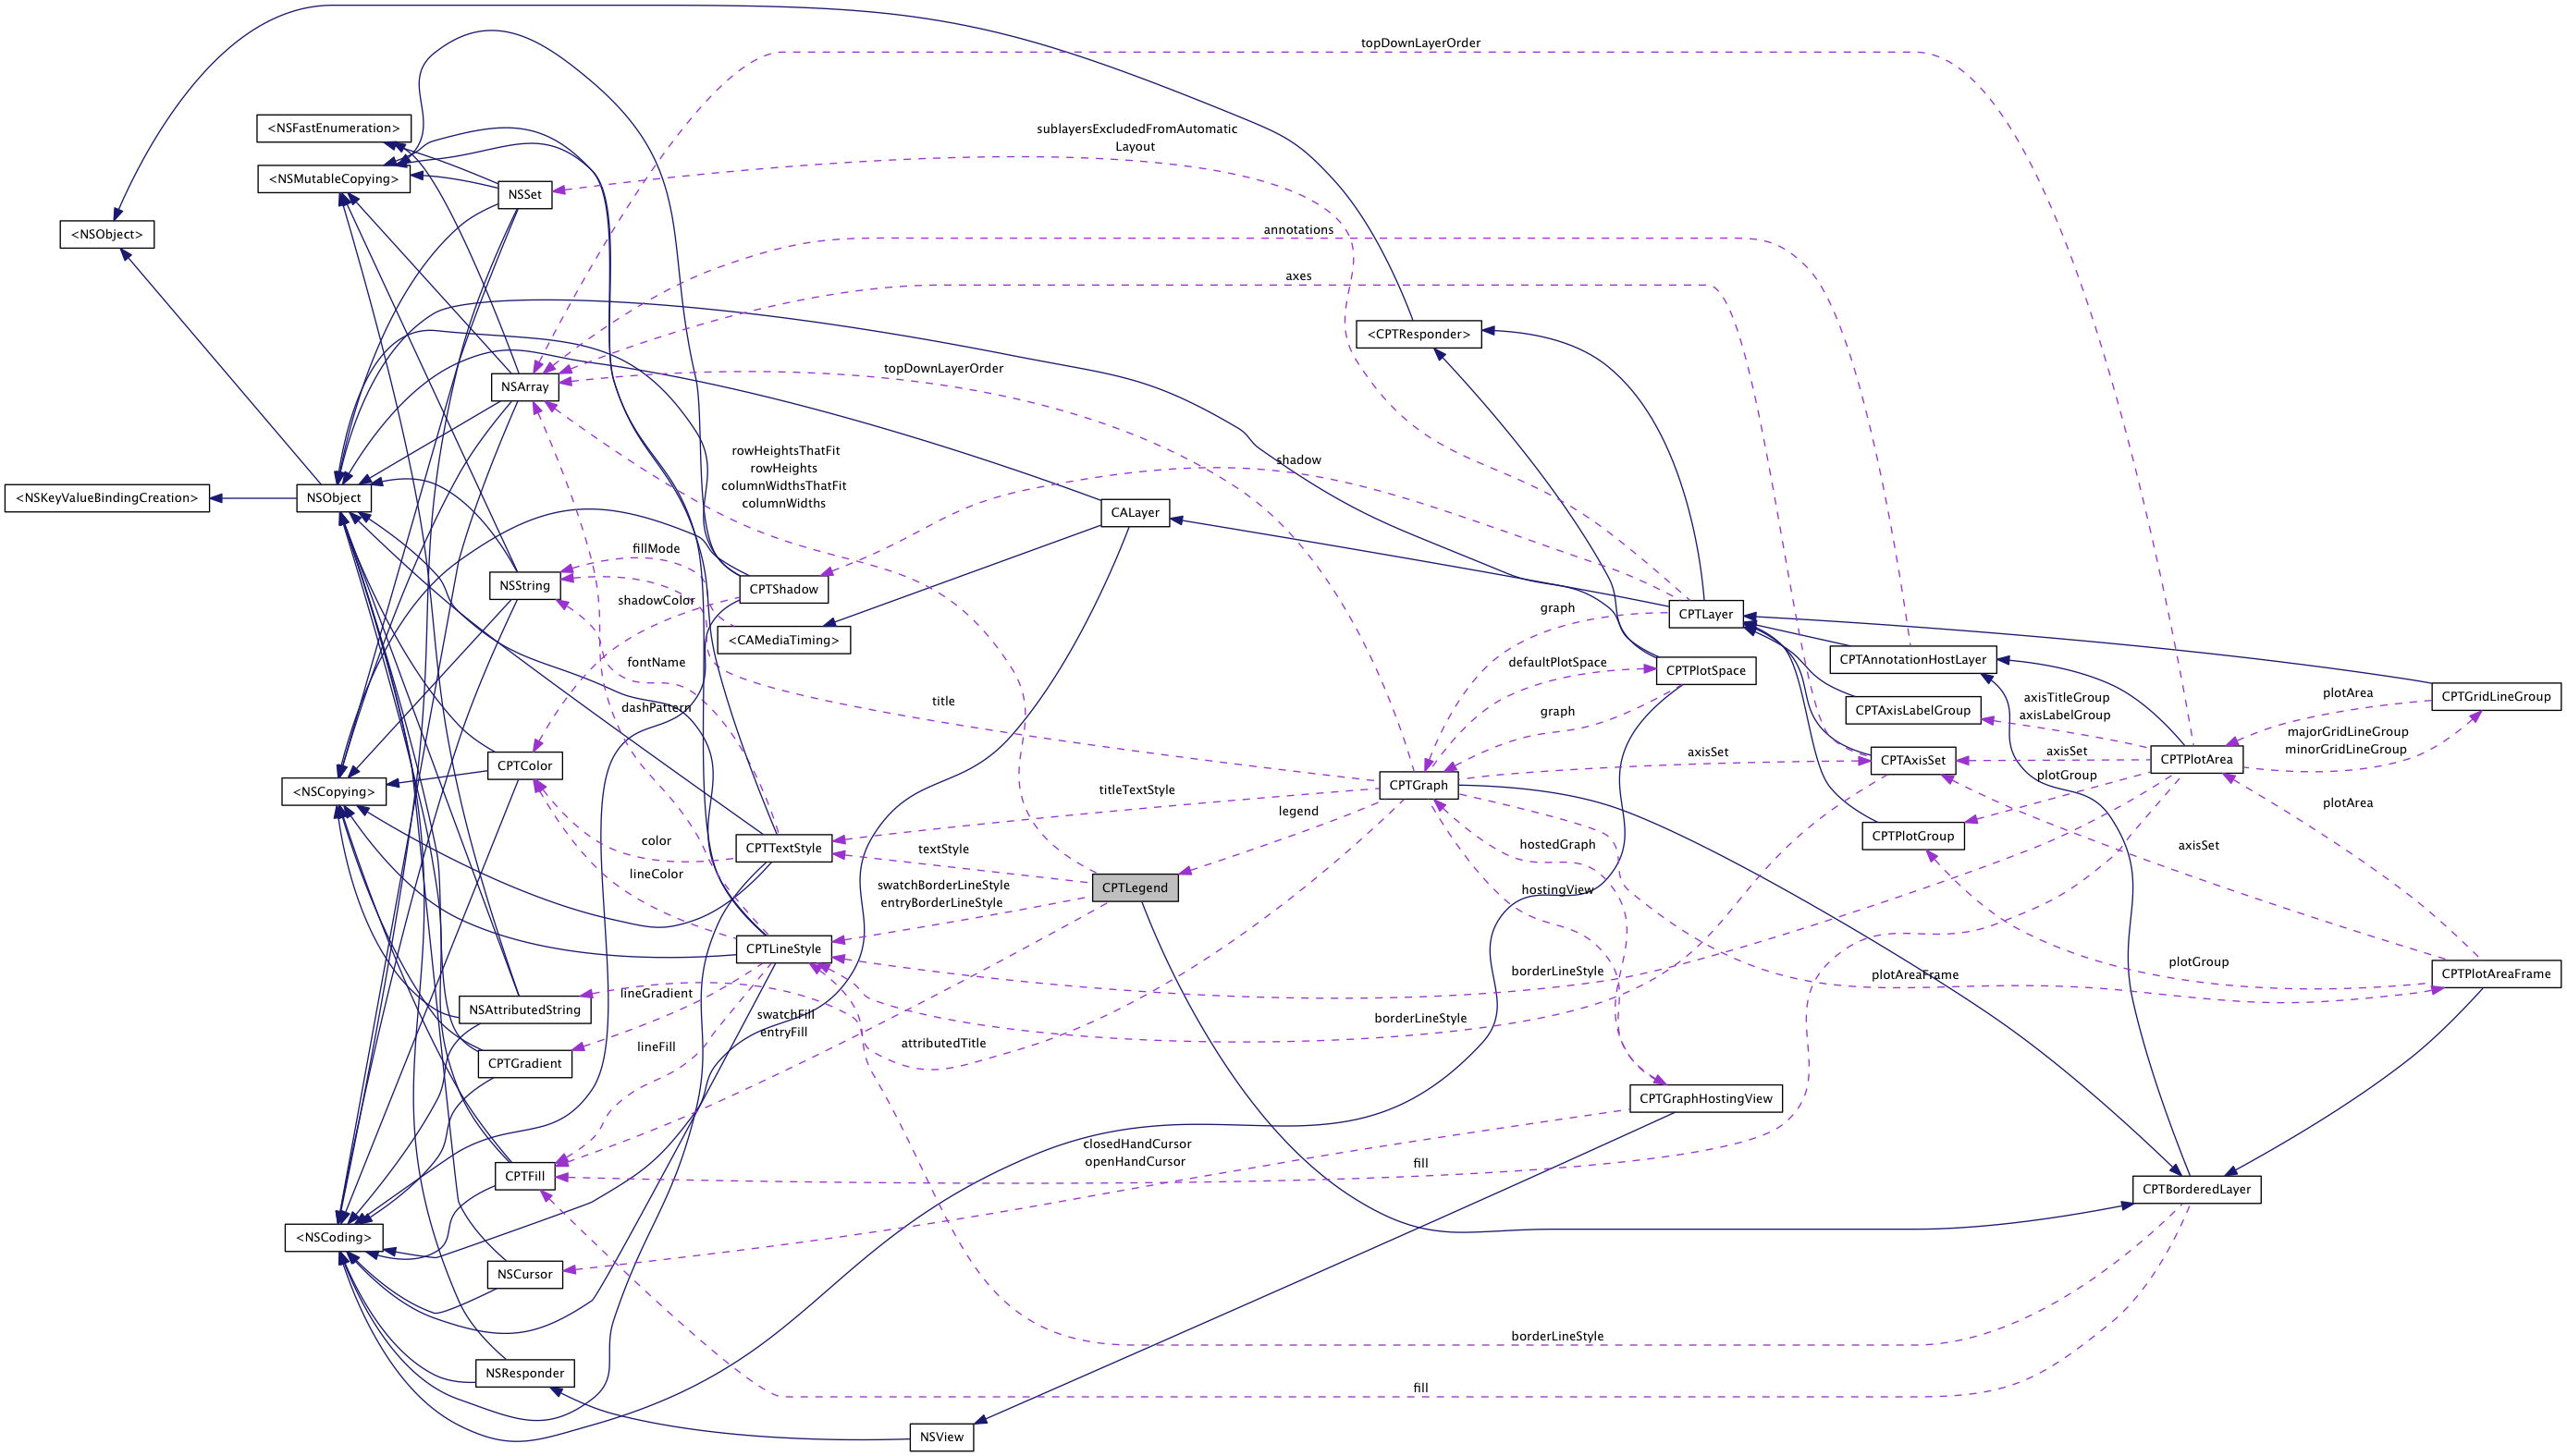 topDownLayerOrder
<NSFastEnumeration>
sublayersExcludedFromAutomatic
Layout
<NSMutableCopying>
NSSet
<NSObject>
annotations
axes
<CPTResponder>
topDownLayerOrder
NSArray
rowHeightsThatFit
rowHeights
columnWidthsThatFit
columnWidths
shadow
<NSKeyValueBindingCreation>
NSObject
CALayer
fillMode
NSString
CPTShadow
shadowColor
<CAMediaTiming>
graph
CPTLayer
fontName
defaultPlotSpace
CPTPlotSpace
CPTAnnotationHostLayer
dashPattern
title
graph
CPTAxisLabelGroup
axisTitleGroup
axisLabelGroup
plotArea
CPTGridLineGroup
majorGridLineGroup
minorGridLineGroup
axisSet
CPTAxisSet
axisSet
CPTPlotArea
CPTColor
<NSCopying>
titleTextStyle
CPTGraph
plotGroup
plotArea
legend
color
CPTTextStyle
textStyle
hostedGraph
CPTPlotGroup
axisSet
lineColor
swatchBorderLineStyle
entryBorderLineStyle
CPTLegend
hostingView
CPTLineStyle
borderLineStyle
plotAreaFrame
plotGroup
CPTPlotAreaFrame
lineGradient
NSAttributedString
swatchFill
entryFill
borderLineStyle
lineFill
attributedTitle
CPTGradient
CPTGraphHostingView
closedHandCursor
openHandCursor
fill
CPTFill
CPTBorderedLayer
<NSCoding>
NSCursor
borderLineStyle
NSResponder
fill
NSView